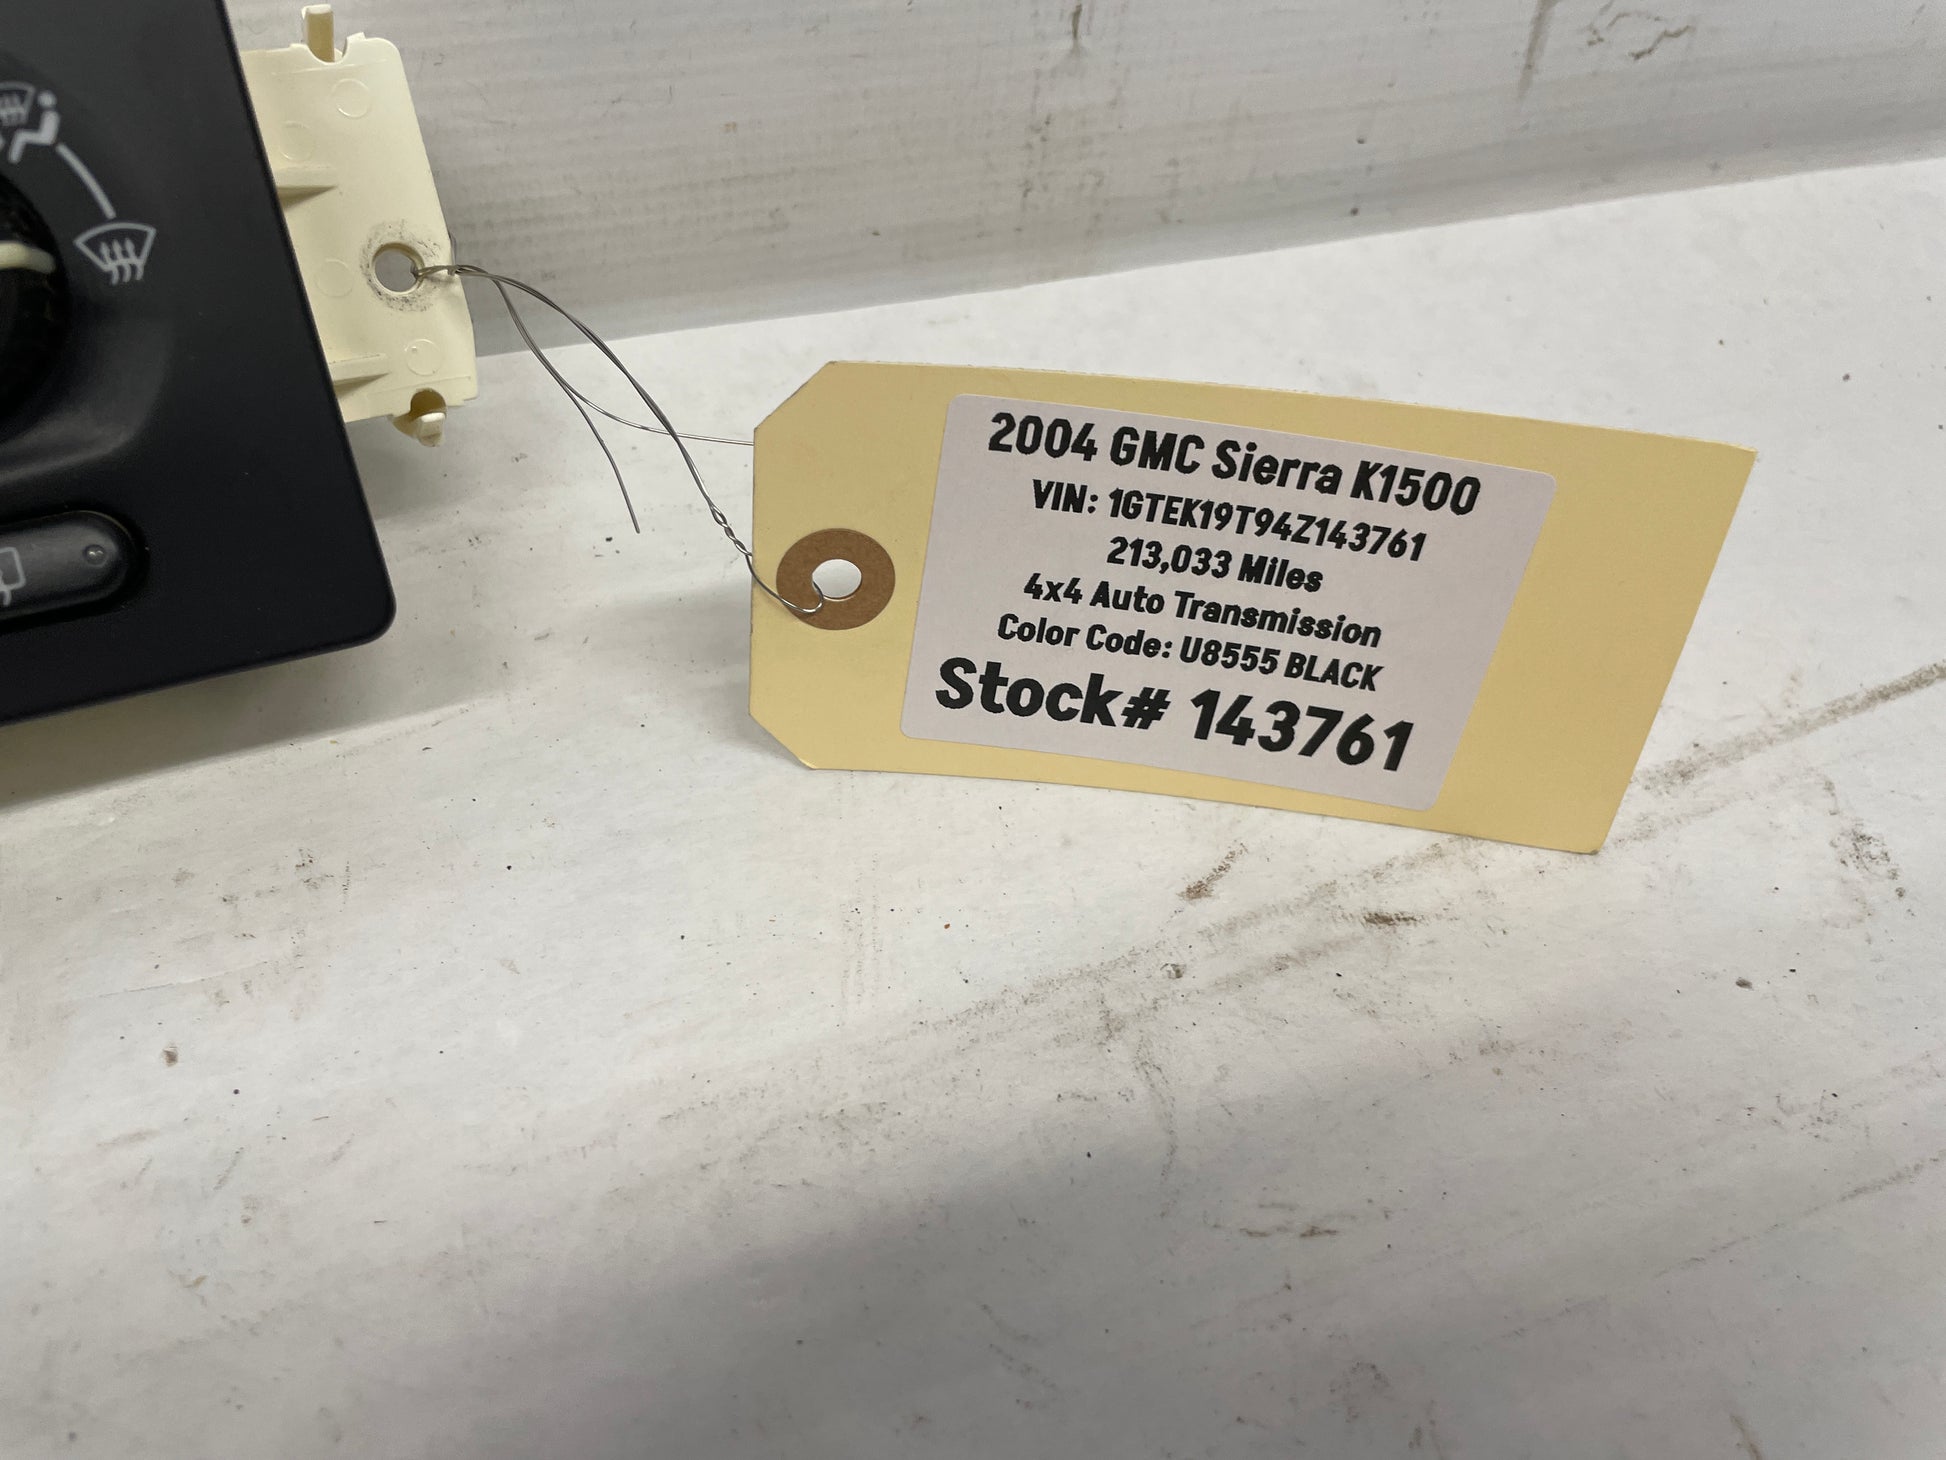 2004 GMC Sierra K1500
VIN: 1GTEK19T94Z143761
213,033 Miles
4x4 Auto Transmission
Color Code: U8555 BLACK
Stock# 143761